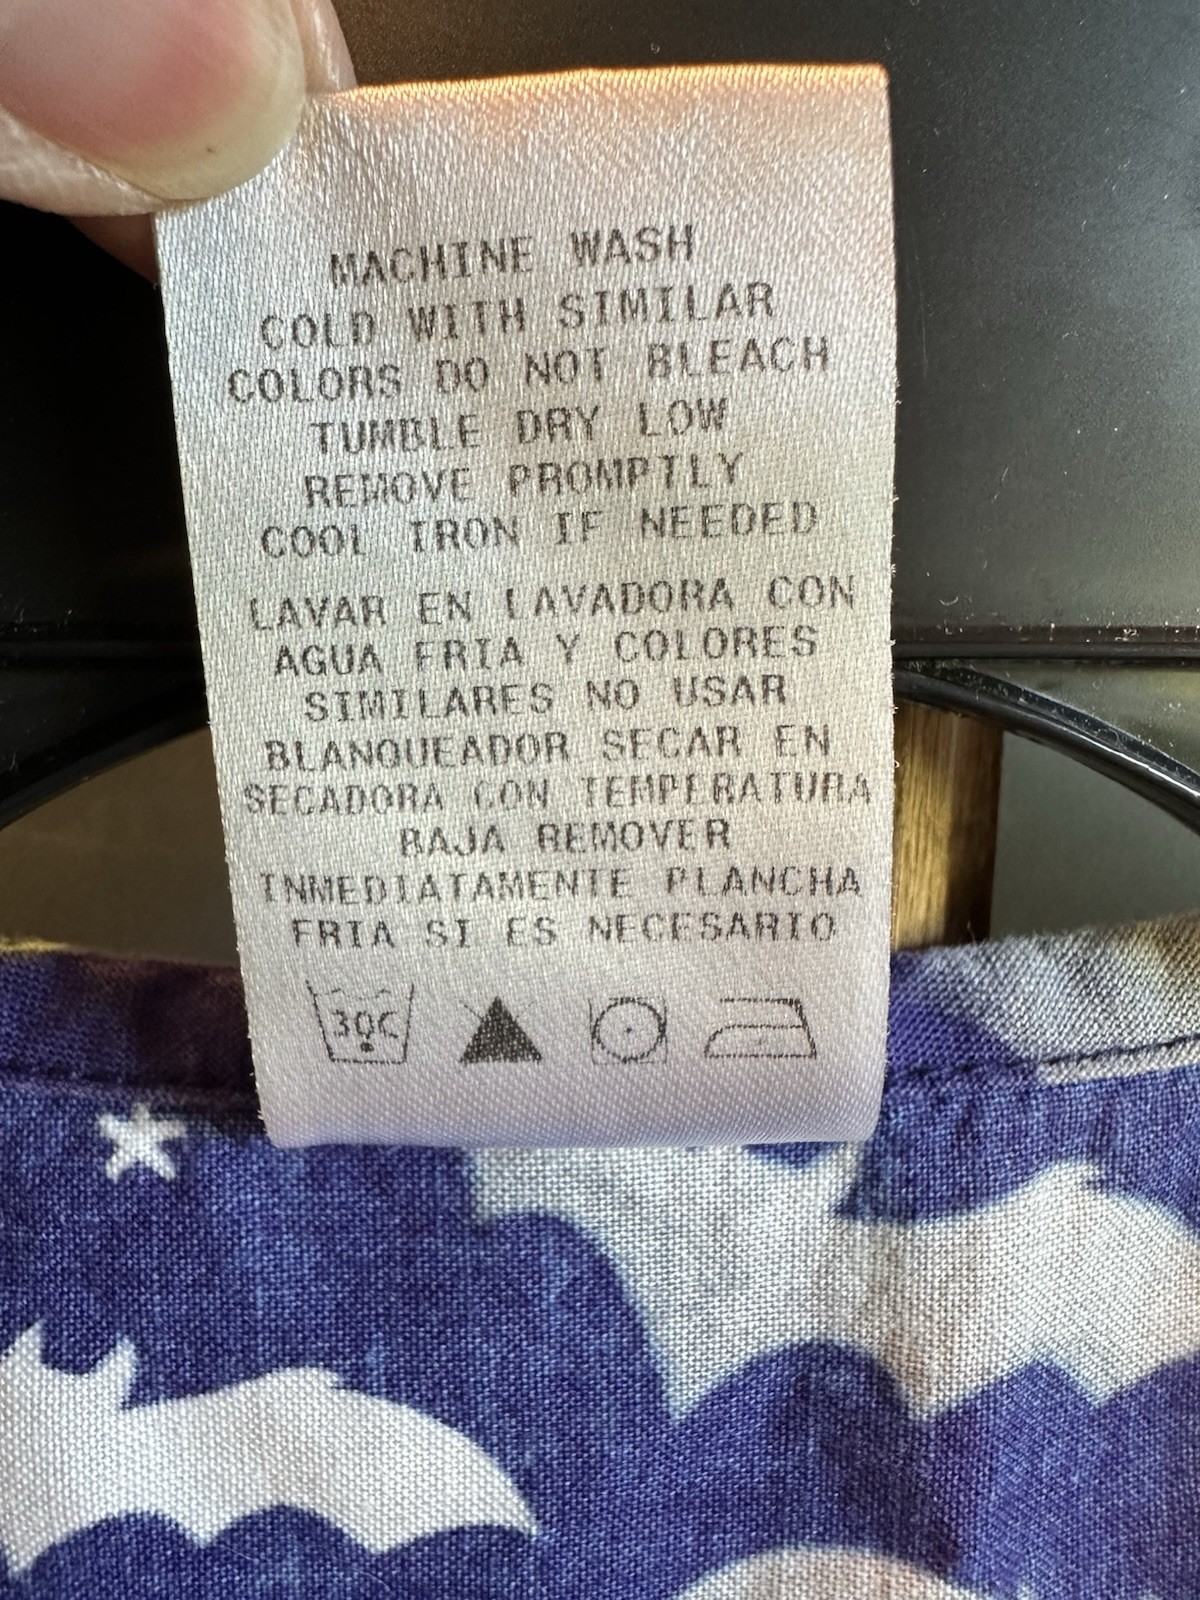 MACHINE WASH
COLD WITH SIMILAR
COLORS DO NOT BLEACH
TUMBLE DRY LOW
REMOVE PROMPTLY
COOL IRON IF NEEDED
LAVAR EN LAVADORA CON
AGUA FRIA Y COLORES
SIMILARES NO USAR
BLANQUEADOR SECAR EN
SECADORA CON TEMPERATURA
BAJA REMOVER
INMEDIATAMENTE PLANCHA
FRIA SI ES NECESARIO
30C